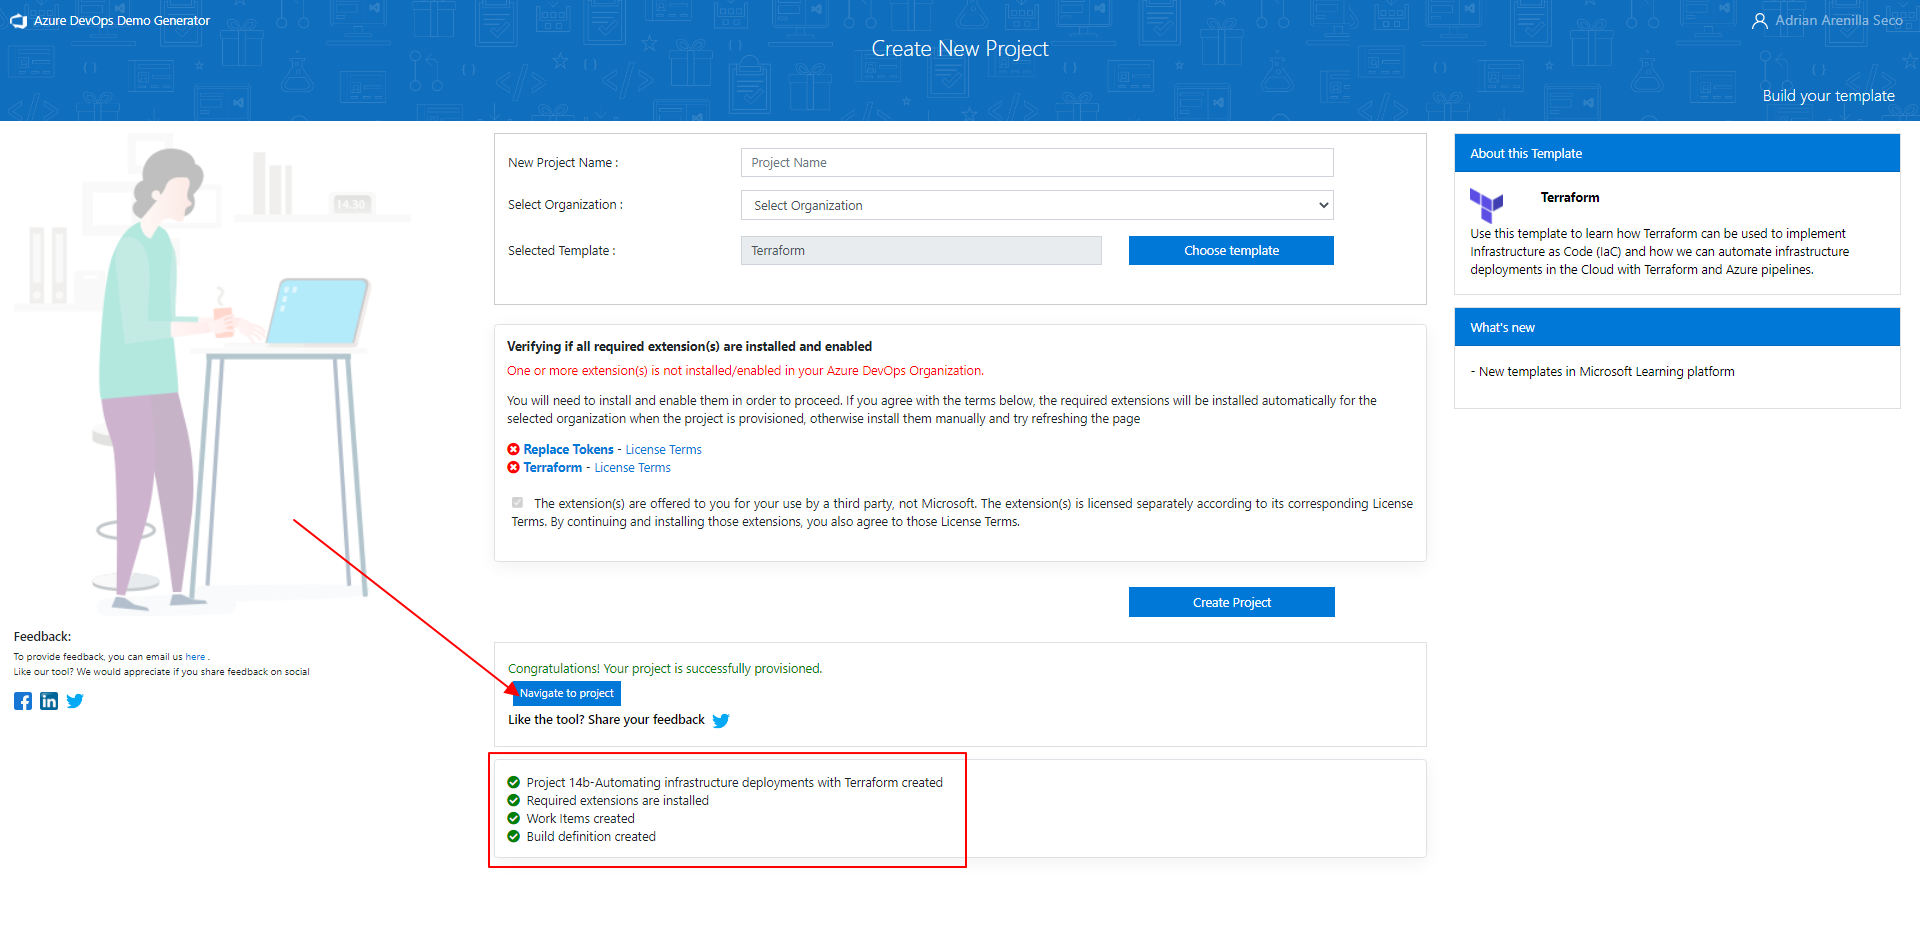 Azure DevOps Demo Generator
Adrian Arenilla Seco
Create New Project
Build your template
14.30
New Project Name :
Project Name
Select Organization :
Select Organization
Selected Template :
Terraform
Choose template
Verifying if all required extension(s) are installed and enabled
One or more extension(s) is not installed/enabled in your Azure DevOps Organization.
You will need to install and enable them in order to proceed. If you agree with the terms below, the required extensions will be installed automatically for the
selected organization when the project is provisioned, otherwise install them manually and try refreshing the page
Replace Tokens - License Terms
Terraform - License Terms
The extension(s) are offered to you for your use by a third party, not Microsoft. The extension(s) is licensed separately according to its corresponding License
Terms. By continuing and installing those extensions, you also agree to those License Terms.
Create Project
Congratulations! Your project is successfully provisioned.
Navigate to project
Like the tool? Share your feedback
Project 14b-Automating infrastructure deployments with Terraform created
Required extensions are installed
Work Items created
Build definition created
About this Template
Terraform
Use this template to learn how Terraform can be used to implement
Infrastructure as Code (IaC) and how we can automate infrastructure
deployments in the Cloud with Terraform and Azure pipelines.
What's new
- New templates in Microsoft Learning platform
Feedback:
To provide feedback, you can email us here .
Like our tool? We would appreciate if you share feedback on social